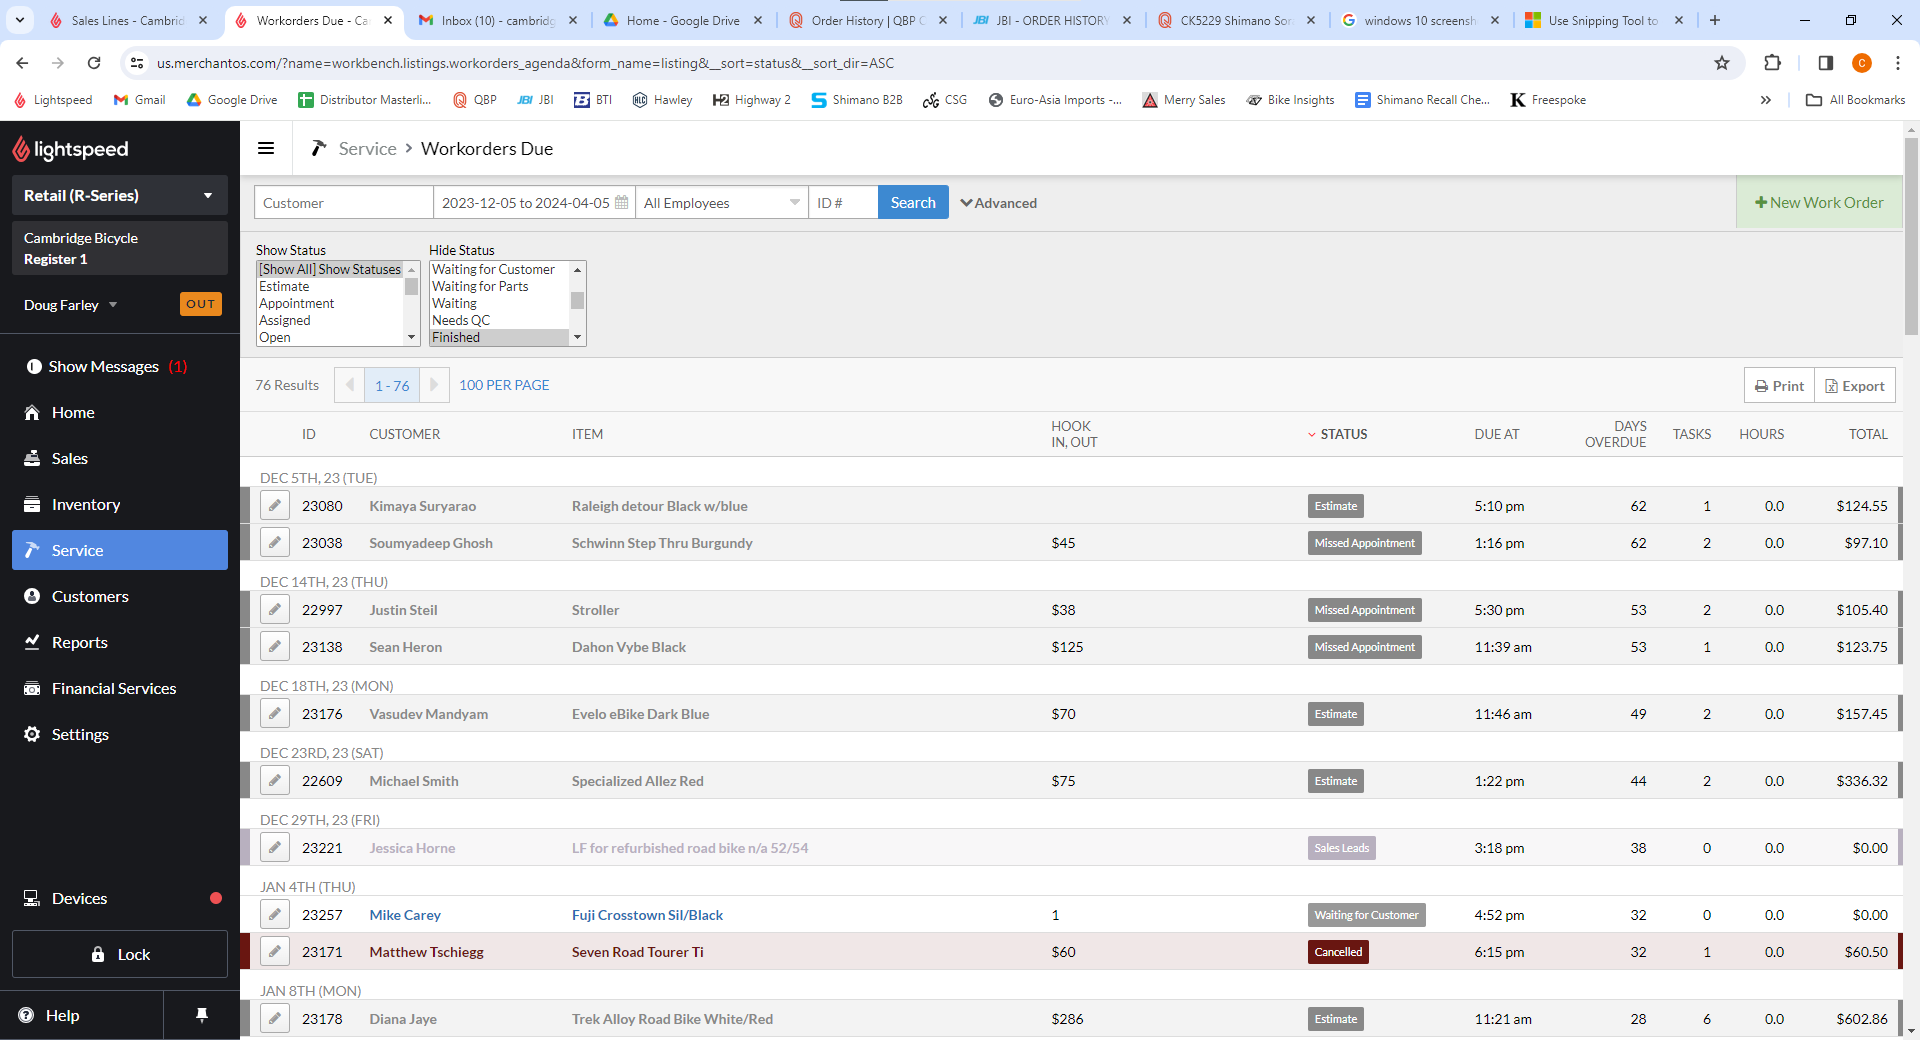 Sales Lines - Cambrid
Workorders Due - Ca
Inbox (10) - cambridg
Home - Google Drive
Order History | QBP C
JBI JBI - ORDER HISTORY
CK5229 Shimano Sor
windows 10 screensh
Use Snipping Tool to
us.merchantos.com/?name=workbench.listings.workorders_agenda&form_name=listing&__sort=status&__sort_dir=ASC
C
Lightspeed
Gmail
Google Drive
Distributor Masterli...
QBP
JBI JBI
BTI
Hawley
H2 Highway 2
Shimano B2B
CSG
Euro-Asia Imports -...
Merry Sales
Bike Insights
Shimano Recall Che...
K Freespoke
All Bookmarks
lightspeed
Retail (R-Series)
Cambridge Bicycle
Register 1
Doug Farley
OUT
Show Messages (1)
Home
Sales
Inventory
Service
Customers
Reports
Financial Services
Settings
Devices
Lock
Help
Service > Workorders Due
Customer
2023-12-05 to 2024-04-05
All Employees
ID #
Search
Advanced
+ New Work Order
Show Status
[Show All] Show Statuses
Estimate
Appointment
Assigned
Open
Hide Status
Waiting for Customer
Waiting for Parts
Waiting
Needs QC
Finished
76 Results
1 - 76
100 PER PAGE
Print
Export
ID CUSTOMER ITEM HOOK IN, OUT STATUS DUE AT DAYS OVERDUE TASKS HOURS TOTAL
DEC 5TH, 23 (TUE)
23080 Kimaya Suryarao Raleigh detour Black w/blue Estimate 5:10 pm 62 1 0.0 $124.55
23038 Soumyadeep Ghosh Schwinn Step Thru Burgundy $45 Missed Appointment 1:16 pm 62 2 0.0 $97.10
DEC 14TH, 23 (THU)
22997 Justin Steil Stroller $38 Missed Appointment 5:30 pm 53 2 0.0 $105.40
23138 Sean Heron Dahon Vybe Black $125 Missed Appointment 11:39 am 53 1 0.0 $123.75
DEC 18TH, 23 (MON)
23176 Vasudev Mandyam Evelo eBike Dark Blue $70 Estimate 11:46 am 49 2 0.0 $157.45
DEC 23RD, 23 (SAT)
22609 Michael Smith Specialized Allez Red $75 Estimate 1:22 pm 44 2 0.0 $336.32
DEC 29TH, 23 (FRI)
23221 Jessica Horne LF for refurbished road bike n/a 52/54 Sales Leads 3:18 pm 38 0 0.0 $0.00
JAN 4TH (THU)
23257 Mike Carey Fuji Crosstown Sil/Black 1 Waiting for Customer 4:52 pm 32 0 0.0 $0.00
23171 Matthew Tschiegg Seven Road Tourer Ti $60 Cancelled 6:15 pm 32 1 0.0 $60.50
JAN 8TH (MON)
23178 Diana Jaye Trek Alloy Road Bike White/Red $286 Estimate 11:21 am 28 6 0.0 $602.86